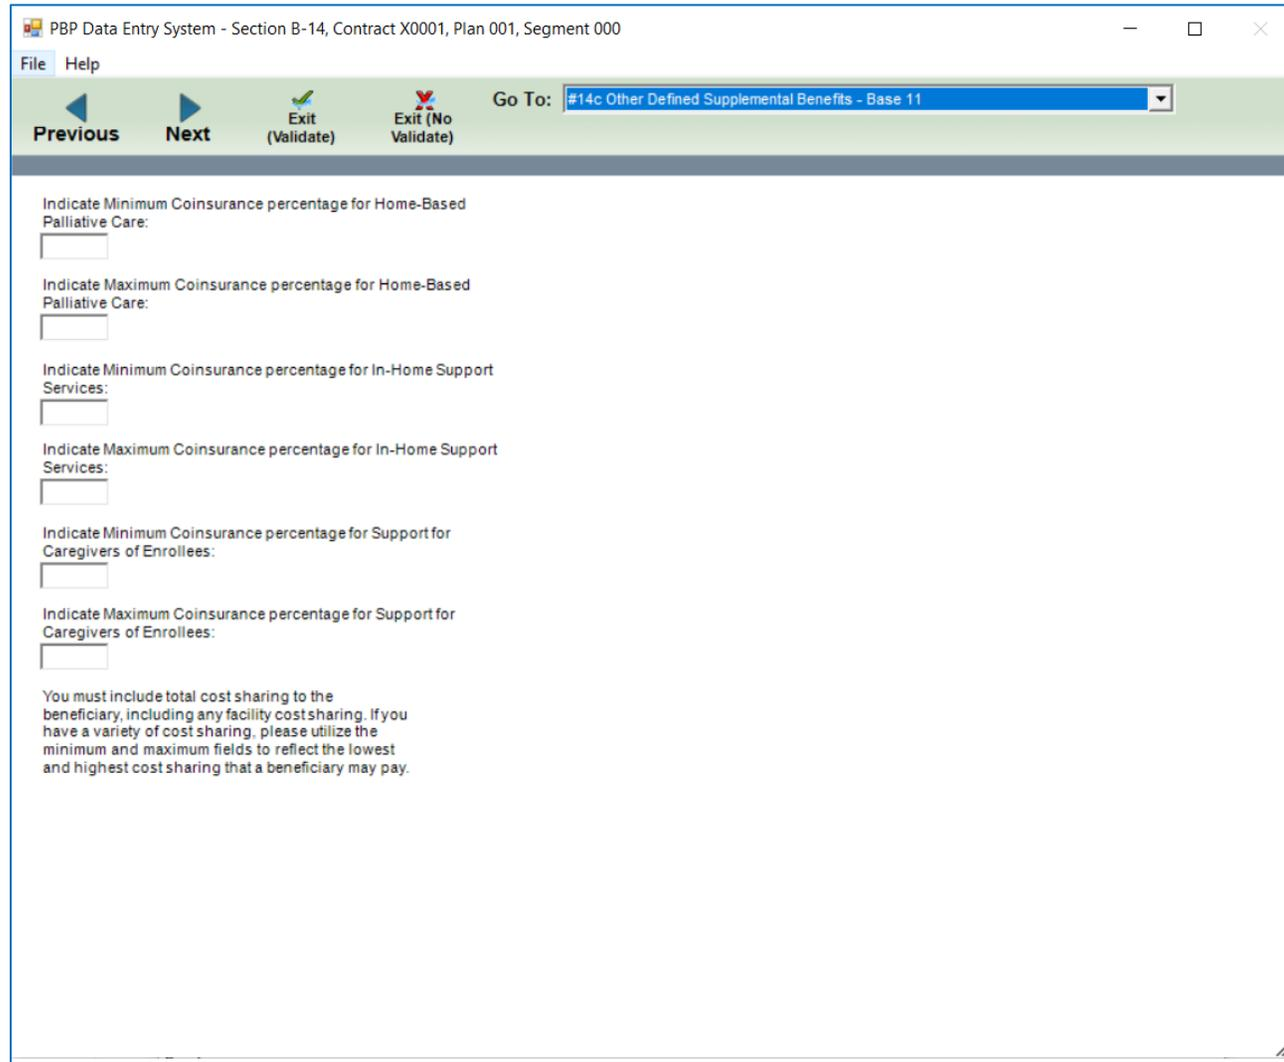 PBP Data Entry System - Section B-14, Contract X0001, Plan 001, Segment 000
File Help
Previous
Next
Exit
(Validate)
Exit (No
Validate)
Go To:
#14c Other Defined Supplemental Benefits - Base 11
Indicate Minimum Coinsurance percentage for Home-Based
Palliative Care:
Indicate Maximum Coinsurance percentage for Home-Based
Palliative Care:
Indicate Minimum Coinsurance percentage for In-Home Support
Services:
Indicate Maximum Coinsurance percentage for In-Home Support
Services:
Indicate Minimum Coinsurance percentage for Support for
Caregivers of Enrollees:
Indicate Maximum Coinsurance percentage for Support for
Caregivers of Enrollees:
You must include total cost sharing to the
beneficiary, including any facility cost sharing. If you
have a variety of cost sharing, please utilize the
minimum and maximum fields to reflect the lowest
and highest cost sharing that a beneficiary may pay.